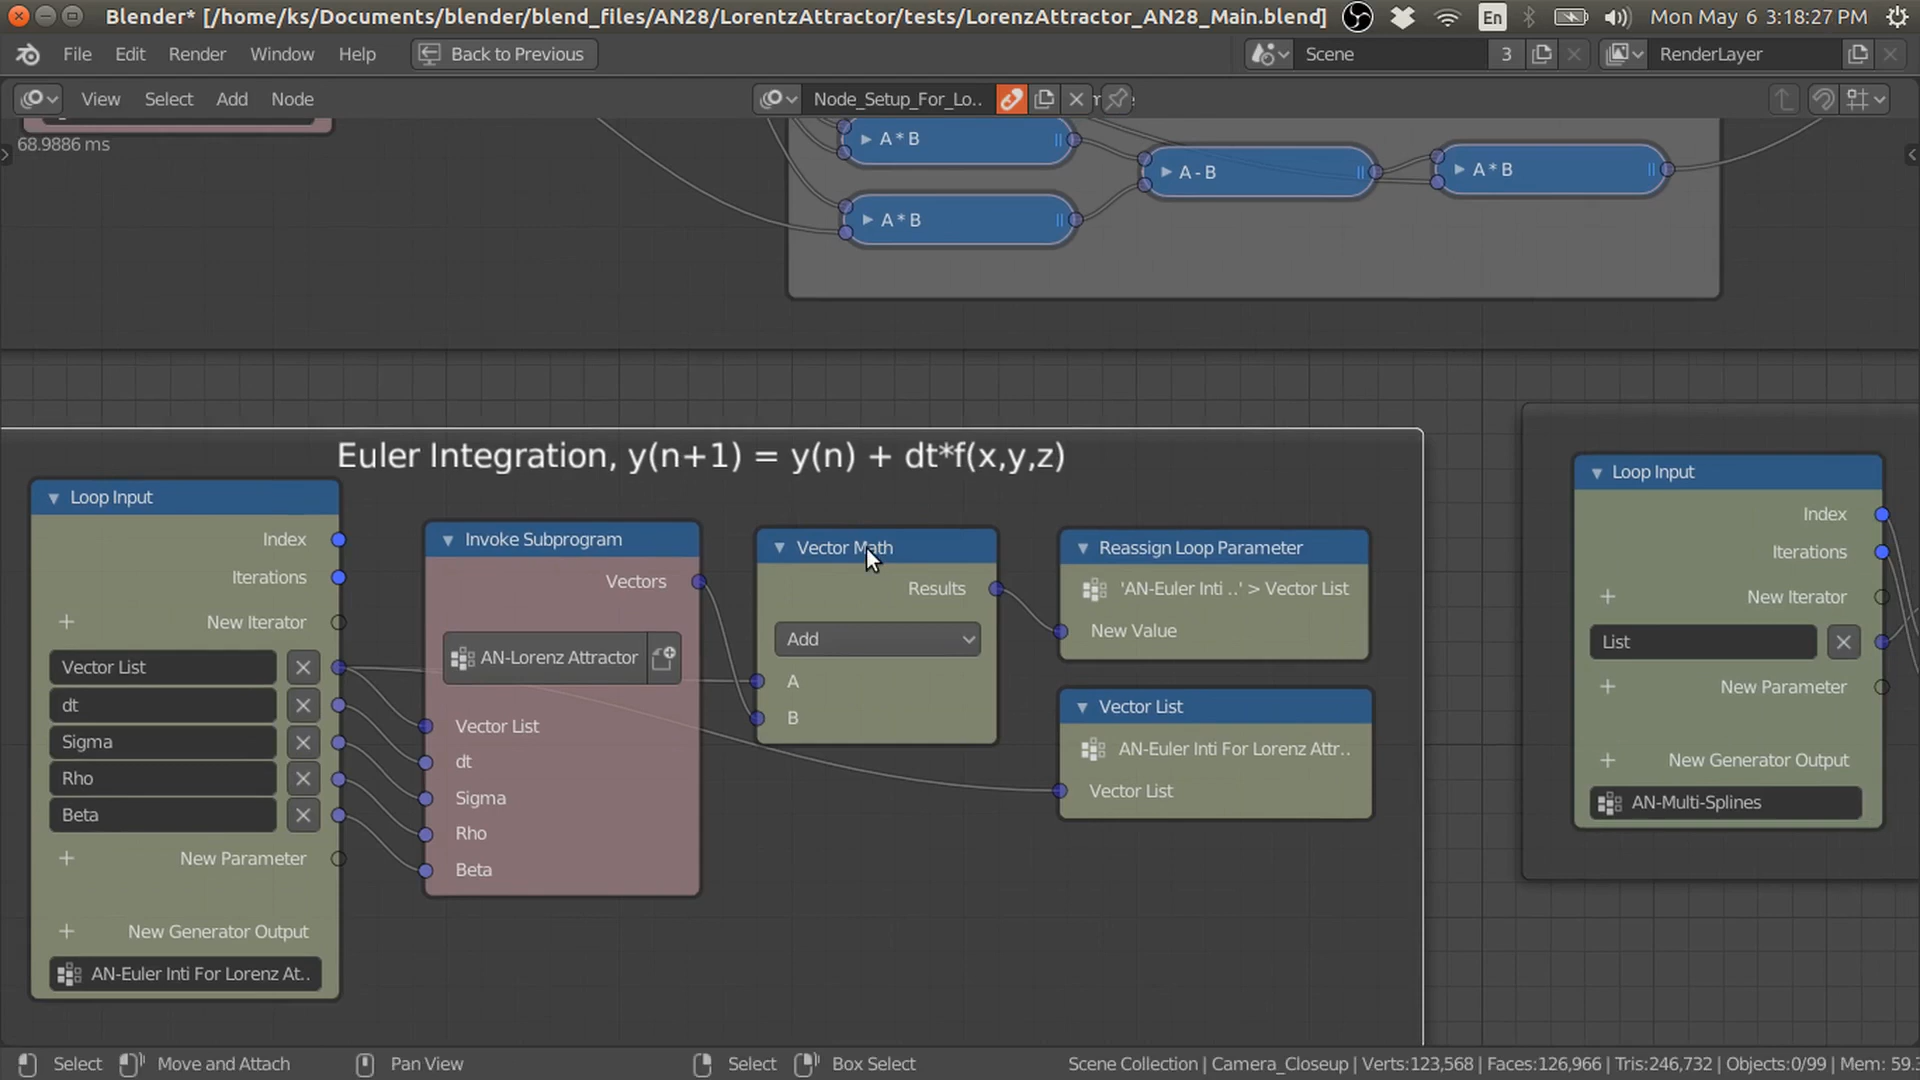 Blender* [/home/ks/Documents/blender/blend_files/AN28/LorentzAttractor/tests/LorenzAttractor_AN28_Main.blend]
En
Mon May 6 3:18:27 PM
File Edit Render Window Help Back to Previous
Scene 3
RenderLayer
View Select Add Node
Node_Setup_For_Lo..
68.9886 ms
A * B
A - B
A * B
A * B
Euler Integration, y(n+1) = y(n) + dt*f(x,y,z)
Loop Input
Index
Iterations
New Iterator
Vector List
dt
Sigma
Rho
Beta
New Parameter
New Generator Output
AN-Euler Inti For Lorenz At..
Invoke Subprogram
Vectors
AN-Lorenz Attractor
Vector List
dt
Sigma
Rho
Beta
Vector Math
Results
Add
A
B
Reassign Loop Parameter
'AN-Euler Inti ..' > Vector List
New Value
Vector List
AN-Euler Inti For Lorenz Attr..
Vector List
Loop Input
Index
Iterations
New Iterator
List
New Parameter
New Generator Output
AN-Multi-Splines
Select Move and Attach Pan View Select Box Select
Scene Collection | Camera_Closeup | Verts:123,568 | Faces:126,966 | Tris:246,732 | Objects:0/99 | Mem: 59.